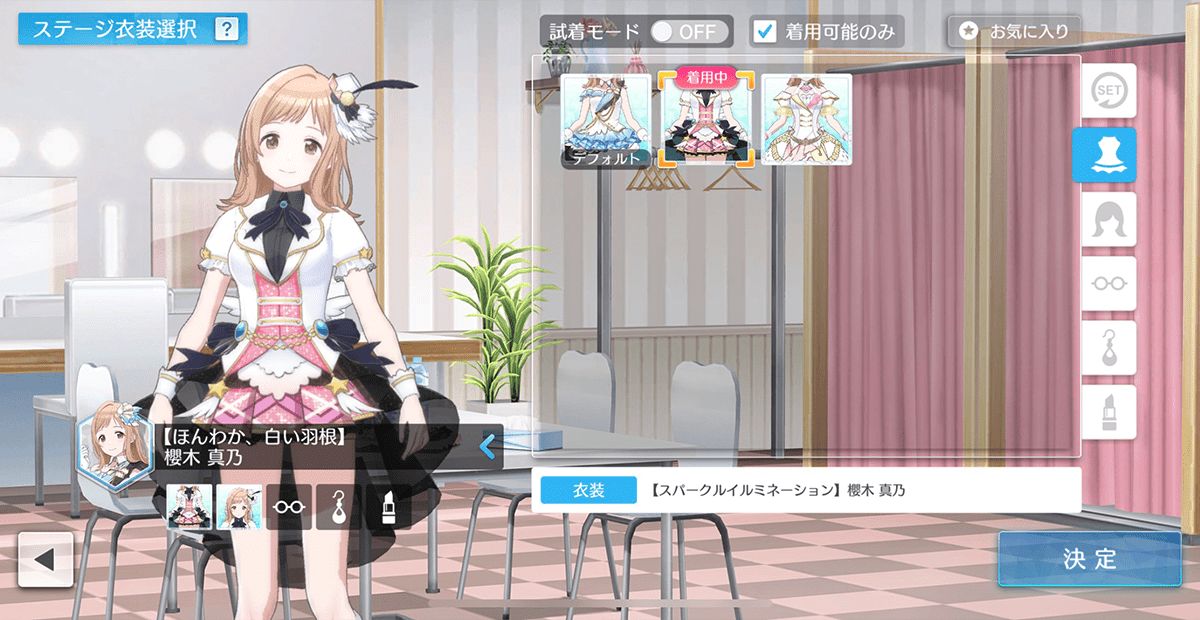 ステージ衣装選択 ?
試着モード OFF
着用可能のみ
お気に入り
着用中
デフォルト
SET
【ほんわか、白い羽根】
櫻木 真乃
衣装 【スパークルイルミネーション】櫻木 真乃
決定